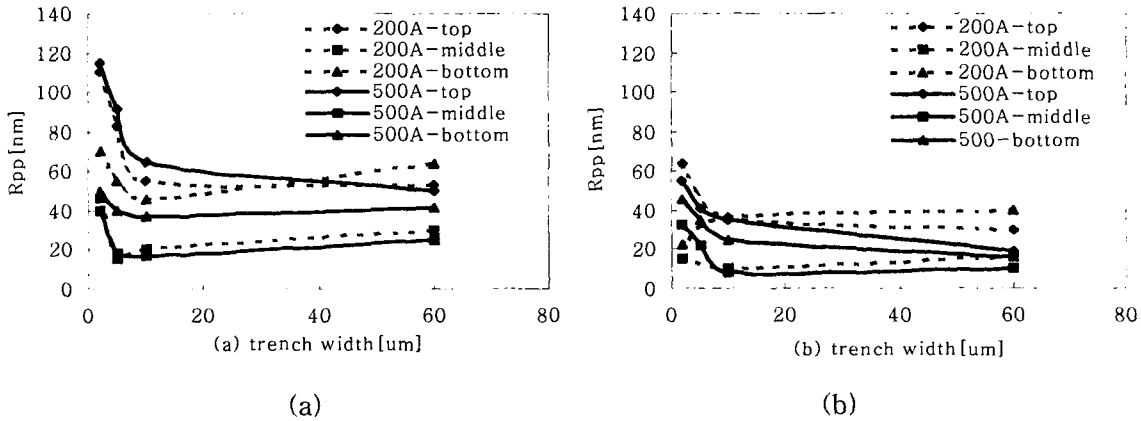 140
120
100
80
60
40
20
0
Rpp[nm]
200A-top
200A-middle
200A-bottom
500A-top
500A-middle
500A-bottom
0 20 40 60 80
(a) trench width[um]
(a)
140
120
100
80
60
40
20
0
Rpp[nm]
200A-top
200A-middle
200A-bottom
500A-top
500A-middle
500-bottom
0 20 40 60 80
(b) trench width[um]
(b)